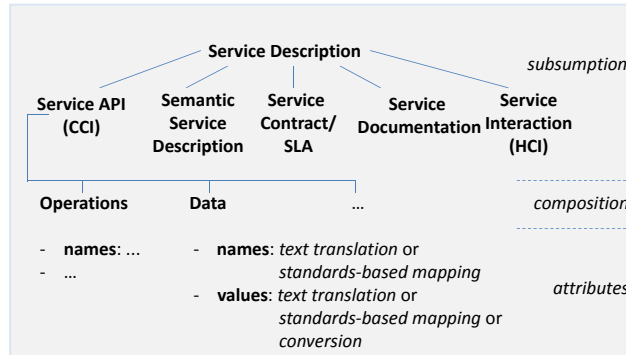 Service Description
subsumption
Service API
(CCI)
Semantic
Service
Description
Service
Contract/
SLA
Service
Documentation
Service
Interaction
(HCI)
Operations
Data
…
composition
- names: …
- …
- names: text translation or
standards-based mapping
- values: text translation or
standards-based mapping or
conversion
attributes